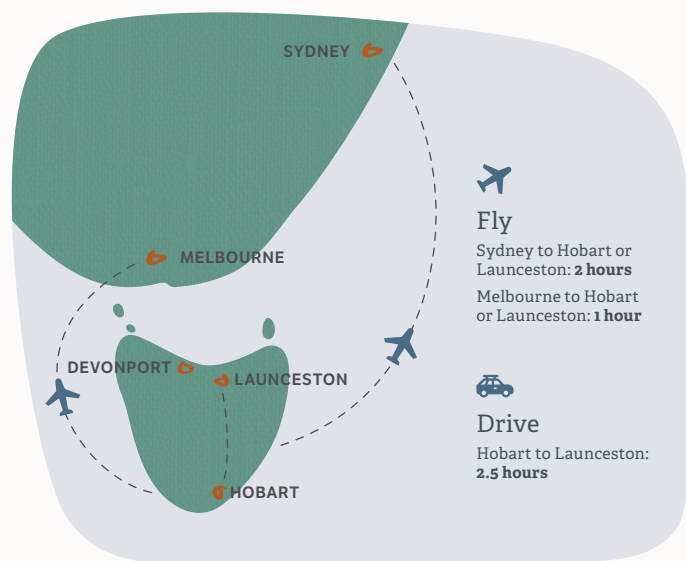 SYDNEY
MELBOURNE
DEVONPORT
LAUNCESTON
HOBART
Fly
Sydney to Hobart or
Launceston: 2 hours
Melbourne to Hobart
or Launceston: 1 hour
Drive
Hobart to Launceston:
2.5 hours